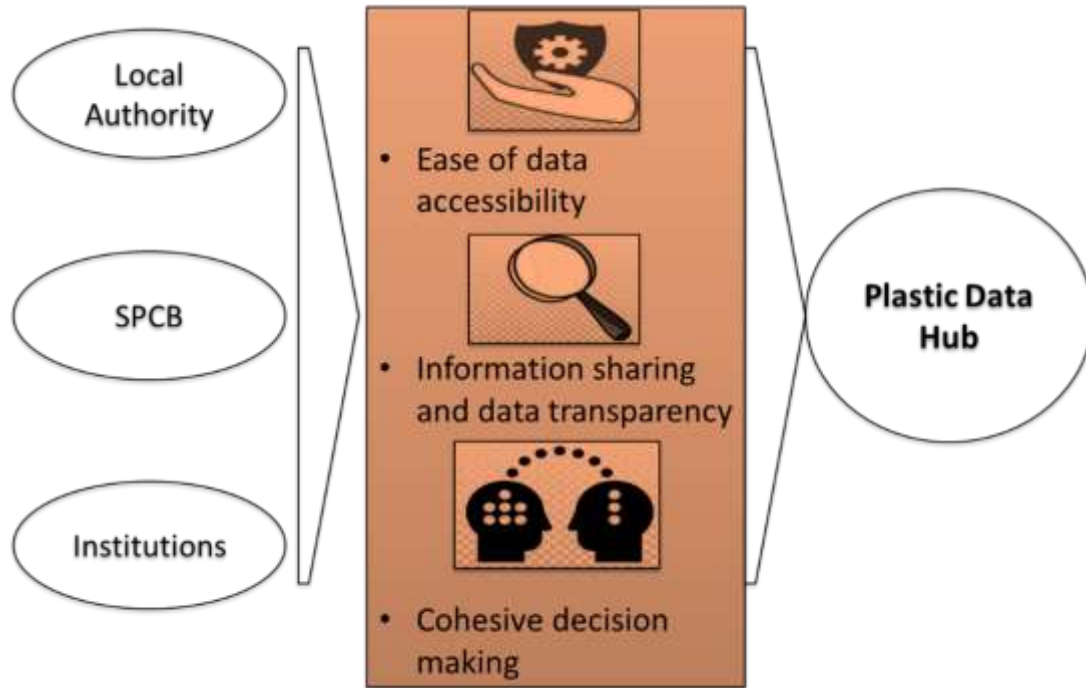 Local
Authority
SPCB
Institutions
• Ease of data
accessibility
• Information sharing
and data transparency
• Cohesive decision
making
Plastic Data
Hub